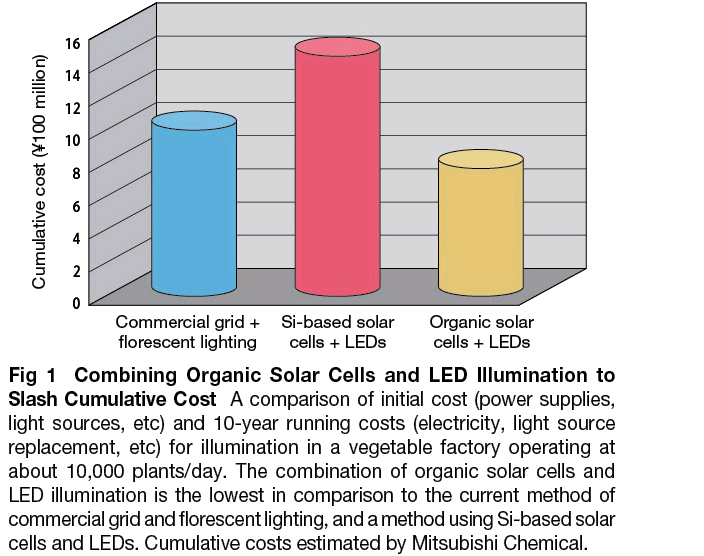 Cumulative cost (¥100 million)
16
14
12
10
8
6
4
2
0
Commercial grid +
florescent lighting
Si-based solar
cells + LEDs
Organic solar
cells + LEDs
Fig 1 Combining Organic Solar Cells and LED Illumination to
Slash Cumulative Cost A comparison of initial cost (power supplies,
light sources, etc) and 10-year running costs (electricity, light source
replacement, etc) for illumination in a vegetable factory operating at
about 10,000 plants/day. The combination of organic solar cells and
LED illumination is the lowest in comparison to the current method of
commercial grid and florescent lighting, and a method using Si-based solar
cells and LEDs. Cumulative costs estimated by Mitsubishi Chemical.